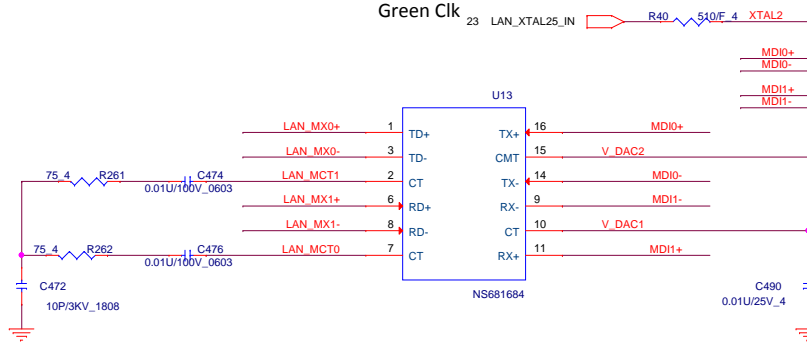 Green Clk
23 LAN_XTAL25_IN R40 510/F_4 XTAL2
MDI0+
MDI0-
MDI1+
MDI1-
U13
LAN_MX0+ 1 TD+ TX+ 16 MDI0+
LAN_MX0- 3 TD- CMT 15 V_DAC2
75_4 R261 C474 0.01U/100V_0603 LAN_MCT1 2 CT TX- 14 MDI0-
LAN_MX1+ 6 RD+ RX- 9 MDI1-
LAN_MX1- 8 RD- CT 10 V_DAC1
75_4 R262 C476 0.01U/100V_0603 LAN_MCT0 7 CT RX+ 11 MDI1+
C472
10P/3KV_1808
NS681684
C490
0.01U/25V_4